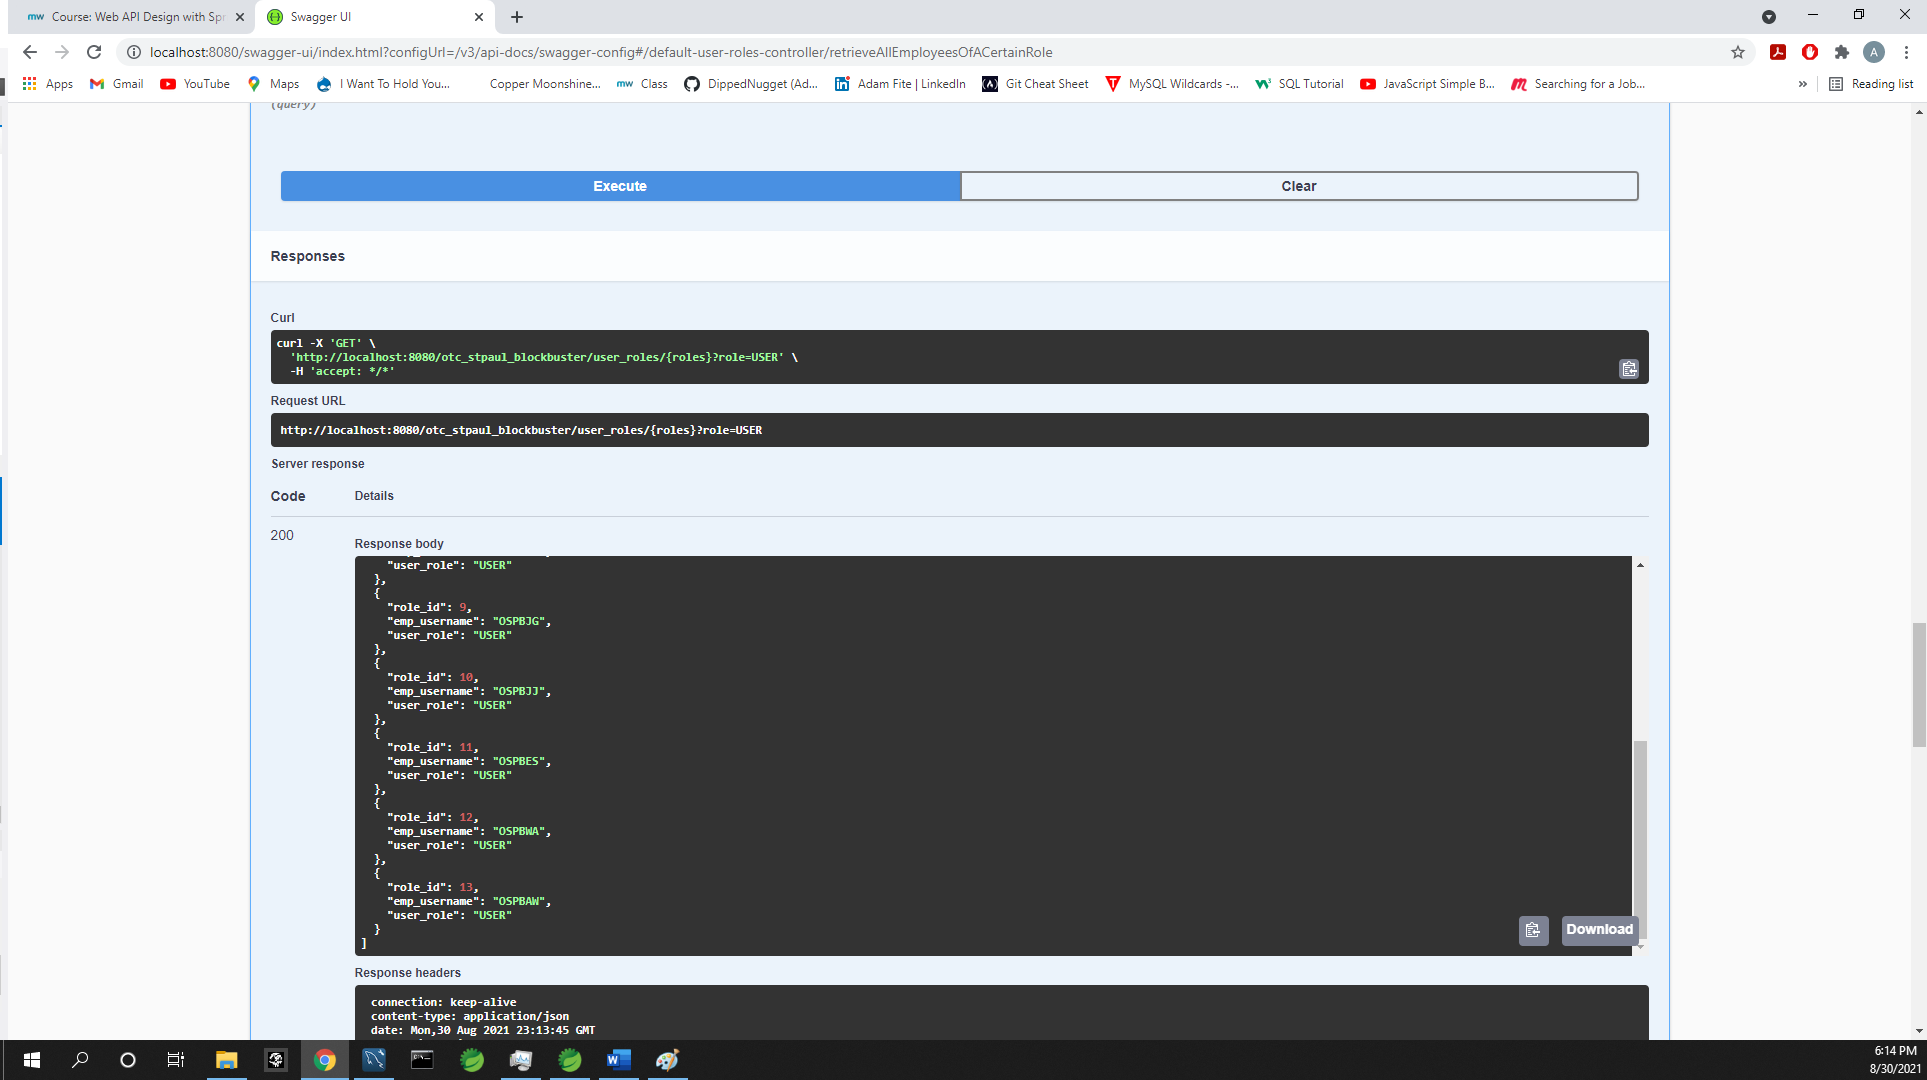 Course: Web API Design with Spr
Swagger UI
localhost:8080/swagger-ui/index.html?configUrl=/v3/api-docs/swagger-config#/default-user-roles-controller/retrieveAllEmployeesOfACertainRole
A
Apps Gmail YouTube Maps I Want To Hold You... Copper Moonshine... Class DippedNugget (Ad... Adam Fite | LinkedIn Git Cheat Sheet MySQL Wildcards -... SQL Tutorial JavaScript Simple B... Searching for a Job... » Reading list
(query)
Execute Clear
Responses
Curl
curl -X 'GET' \
'http://localhost:8080/otc_stpaul_blockbuster/user_roles/{roles}?role=USER' \
-H 'accept: */*'
Request URL
http://localhost:8080/otc_stpaul_blockbuster/user_roles/{roles}?role=USER
Server response
Code Details
200
Response body
"user_role": "USER"
},
{
"role_id": 9,
"emp_username": "OSPBJG",
"user_role": "USER"
},
{
"role_id": 10,
"emp_username": "OSPBJJ",
"user_role": "USER"
},
{
"role_id": 11,
"emp_username": "OSPBES",
"user_role": "USER"
},
{
"role_id": 12,
"emp_username": "OSPBWA",
"user_role": "USER"
},
{
"role_id": 13,
"emp_username": "OSPBAW",
"user_role": "USER"
}
]
Download
Response headers
connection: keep-alive
content-type: application/json
date: Mon,30 Aug 2021 23:13:45 GMT
6:14 PM
8/30/2021